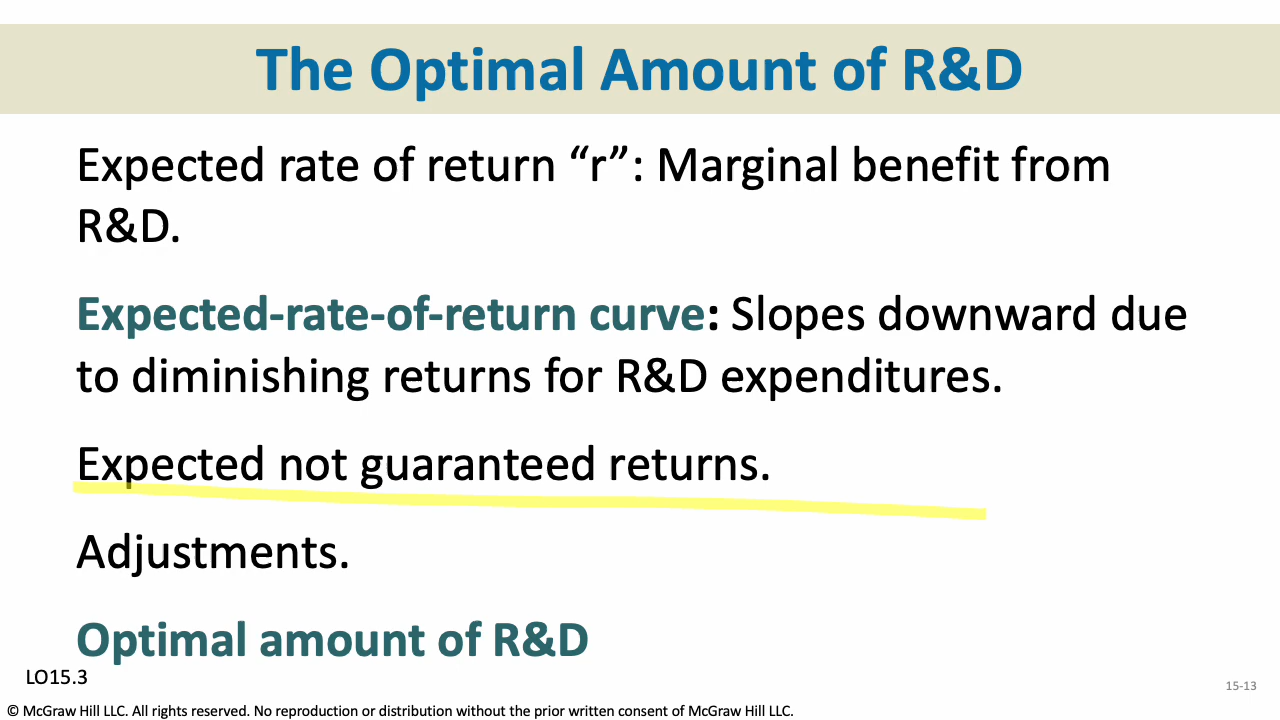 The Optimal Amount of R&D
Expected rate of return “r”: Marginal benefit from
R&D.
Expected-rate-of-return curve: Slopes downward due
to diminishing returns for R&D expenditures.
Expected not guaranteed returns.
Adjustments.
Optimal amount of R&D
LO15.3
15-13
© McGraw Hill LLC. All rights reserved. No reproduction or distribution without the prior written consent of McGraw Hill LLC.